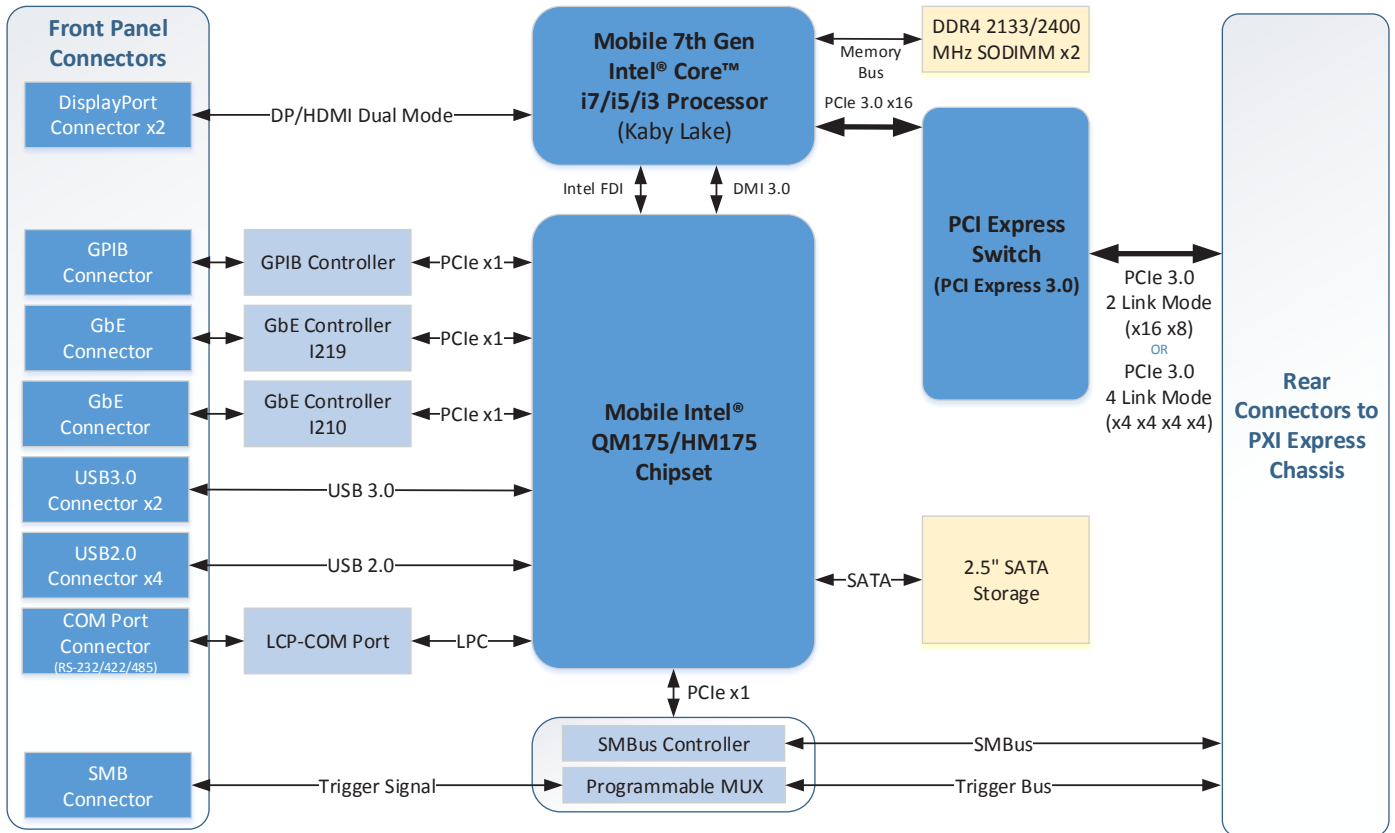 Front Panel
Connectors
DisplayPort
Connector x2
DP/HDMI Dual Mode
Mobile 7th Gen
Intel® Core™
i7/i5/i3 Processor
(Kaby Lake)
Memory
Bus
DDR4 2133/2400
MHz SODIMM x2
PCIe 3.0 x16
Intel FDI
DMI 3.0
PCI Express
Switch
(PCI Express 3.0)
PCIe 3.0
2 Link Mode
(x16 x8)
OR
PCIe 3.0
4 Link Mode
(x4 x4 x4 x4)
Rear
Connectors to
PXI Express
Chassis
GPIB
Connector
GPIB Controller
PCIe x1
GbE
Connector
GbE Controller
I219
PCIe x1
GbE
Connector
GbE Controller
I210
PCIe x1
Mobile Intel®
QM175/HM175
Chipset
USB3.0
Connector x2
USB 3.0
USB2.0
Connector x4
USB 2.0
SATA
2.5" SATA
Storage
COM Port
Connector
(RS-232/422/485)
LCP-COM Port
LPC
PCIe x1
SMBus Controller
SMBus
SMB
Connector
Trigger Signal
Programmable MUX
Trigger Bus